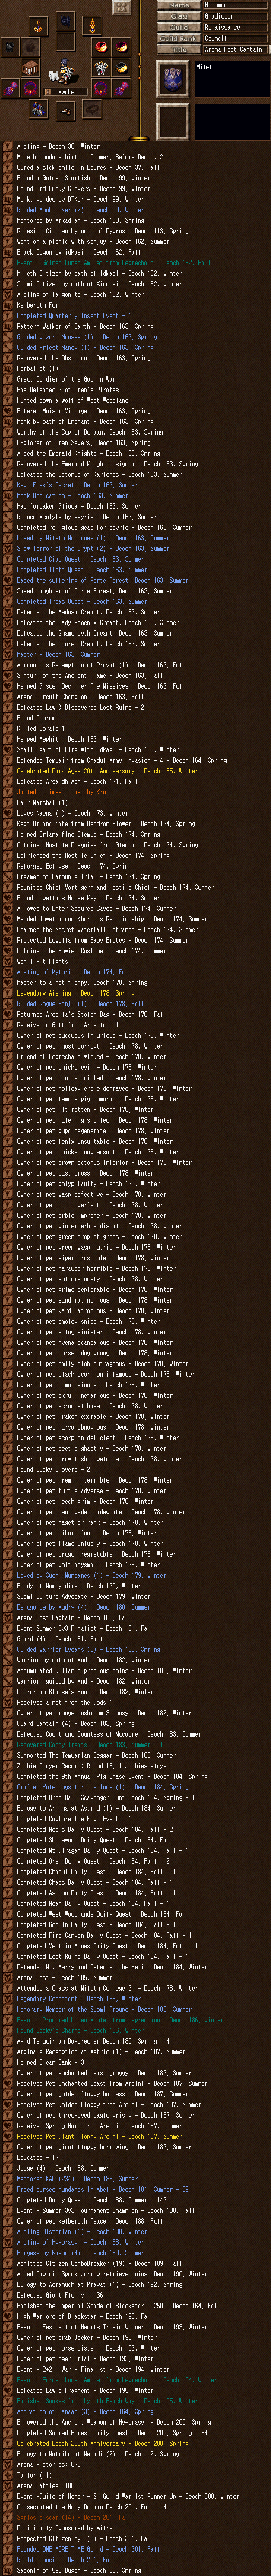 Name Huhuman
Class Gladiator
Guild Renaissance
Guild Rank Council
Title Arena Host Captain
Mileth
Awake
Aisling - Deoch 36, Winter
Mileth mundane birth - Summer, Before Deoch, 2
Cured a sick child in Loures - Deoch 37, Fall
Found a Golden Starfish - Deoch 99, Winter
Found 3rd Lucky Clovers - Deoch 99, Winter
Monk, guided by DTKer - Deoch 99, Winter
Guided Monk DTKer (2) - Deoch 99, Winter
Mentored by Arkadian - Deoch 100, Spring
Rucesion Citizen by oath of Pyprus - Deoch 113, Spring
Went on a picnic with sspjuy - Deoch 162, Summer
Black Dugon by idkael - Deoch 162, Fall
Event - Gained Lumen Amulet from Leprechaun - Deoch 162, Fall
Mileth Citizen by oath of idkael - Deoch 162, Winter
Suomi Citizen by oath of XiaoLei - Deoch 162, Winter
Aisling of Talgonite - Deoch 162, Winter
Kelberoth Form
Completed Quarterly Insect Event - 1
Pattern Walker of Earth - Deoch 163, Spring
Guided Wizard Nansee (1) - Deoch 163, Spring
Guided Priest Nancy (1) - Deoch 163, Spring
Recovered the Obsidian - Deoch 163, Spring
Herbalist (1)
Great Soldier of the Goblin War
Has Defeated 3 of Oren's Pirates
Hunted down a wolf of West Woodland
Entered Muisir Village - Deoch 163, Spring
Monk by oath of Enchant - Deoch 163, Spring
Worthy of the Cap of Danaan, Deoch 163, Spring
Explorer of Oren Sewers, Deoch 163, Spring
Aided the Emerald Knights - Deoch 163, Spring
Recovered the Emerald Knight Insignia - Deoch 163, Spring
Defeated the Octopus of Karlopos - Deoch 163, Summer
Kept Fisk's Secret - Deoch 163, Summer
Monk Dedication - Deoch 163, Summer
Has forsaken Glioca - Deoch 163, Summer
Glioca Acolyte by eeyrie - Deoch 163, Summer
Completed religious geas for eeyrie - Deoch 163, Summer
Loved by Mileth Mundanes (1) - Deoch 163, Summer
Slew Terror of the Crypt (2) - Deoch 163, Summer
Completed Ciad Quest - Deoch 163, Summer
Completed Tiota Quest - Deoch 163, Summer
Eased the suffering of Porte Forest, Deoch 163, Summer
Saved daughter of Porte Forest, Deoch 163, Summer
Completed Treas Quest - Deoch 163, Summer
Defeated the Medusa Creant, Deoch 163, Summer
Defeated the Lady Phoenix Creant, Deoch 163, Summer
Defeated the Shamensyth Creant, Deoch 163, Summer
Defeated the Tauren Creant, Deoch 163, Summer
Master - Deoch 163, Summer
Adranuch's Redemption at Pravat (1) - Deoch 163, Fall
Sinturi of the Ancient Flame - Deoch 163, Fall
Helped Giseam Decipher The Missives - Deoch 163, Fall
Arena Circuit Champion - Deoch 163, Fall
Defeated Law & Discovered Lost Ruins - 2
Found Dioram 1
Killed Lorais 1
Helped Mephit - Deoch 163, Winter
Small Heart of Fire with idkael - Deoch 163, Winter
Defended Temuair from Chadul Army Invasion - 4 - Deoch 164, Spring
Celebrated Dark Ages 20th Anniversary - Deoch 165, Winter
Defeated Arsaidh Aon - Deoch 171, Fall
Jailed 1 times - last by Kru
Fair Marshal (1)
Loves Neena (1) - Deoch 173, Winter
Kept Oriana Safe from Dendron Flower - Deoch 174, Spring
Helped Oriana find Elemus - Deoch 174, Spring
Obtained Hostile Disguise from Gienna - Deoch 174, Spring
Befriended the Hostile Chief - Deoch 174, Spring
Reforged Eclipse - Deoch 174, Spring
Dreamed of Carnun's Trial - Deoch 174, Spring
Reunited Chief Vortigern and Hostile Chief - Deoch 174, Summer
Found Luweita's House Key - Deoch 174, Summer
Allowed to Enter Secured Caves - Deoch 174, Summer
Mended Jowelia and Khario's Relationship - Deoch 174, Summer
Learned the Secret Waterfall Entrance - Deoch 174, Summer
Protected Luweita from Baby Brutes - Deoch 174, Summer
Obtained the Yowien Costume - Deoch 174, Summer
Won 1 Pit Fights
Aisling of Mythril - Deoch 174, Fall
Master to a pet floppy, Deoch 178, Spring
Legendary Aisling - Deoch 178, Spring
Guided Rogue Hanii (1) - Deoch 178, Fall
Returned Arcella's Stolen Bag - Deoch 178, Fall
Received a Gift from Arcella - 1
Owner of pet succubus injurious - Deoch 178, Winter
Owner of pet ghost corrupt - Deoch 178, Winter
Friend of Leprechaun wicked - Deoch 178, Winter
Owner of pet chicks evil - Deoch 178, Winter
Owner of pet mantis tainted - Deoch 178, Winter
Owner of pet holiday erbie depraved - Deoch 178, Winter
Owner of pet female pig immoral - Deoch 178, Winter
Owner of pet kit rotten - Deoch 178, Winter
Owner of pet male pig spoiled - Deoch 178, Winter
Owner of pet pupa degenerate - Deoch 178, Winter
Owner of pet fenix unsuitable - Deoch 178, Winter
Owner of pet chicken unpleasant - Deoch 178, Winter
Owner of pet brown octopus inferior - Deoch 178, Winter
Owner of pet bast cross - Deoch 178, Winter
Owner of pet polyp faulty - Deoch 178, Winter
Owner of pet wasp defective - Deoch 178, Winter
Owner of pet bat imperfect - Deoch 178, Winter
Owner of pet erbie improper - Deoch 178, Winter
Owner of pet winter erbie dismal - Deoch 178, Winter
Owner of pet green droplet gross - Deoch 178, Winter
Owner of pet green wasp putrid - Deoch 178, Winter
Owner of pet viper irascible - Deoch 178, Winter
Owner of pet marauder horrible - Deoch 178, Winter
Owner of pet vulture nasty - Deoch 178, Winter
Owner of pet grime deplorable - Deoch 178, Winter
Owner of pet sand rat noxious - Deoch 178, Winter
Owner of pet kardi atrocious - Deoch 178, Winter
Owner of pet smoldy snide - Deoch 178, Winter
Owner of pet slog sinister - Deoch 178, Winter
Owner of pet hyena scandalous - Deoch 178, Winter
Owner of pet cursed dog wrong - Deoch 178, Winter
Owner of pet smily blob outrageous - Deoch 178, Winter
Owner of pet black scorpion infamous - Deoch 178, Winter
Owner of pet namu heinous - Deoch 178, Winter
Owner of pet skrull nefarious - Deoch 178, Winter
Owner of pet scrummel base - Deoch 178, Winter
Owner of pet kraken execrable - Deoch 178, Winter
Owner of pet larva obnoxious - Deoch 178, Winter
Owner of pet scorpion deficient - Deoch 178, Winter
Owner of pet beetle ghastly - Deoch 178, Winter
Owner of pet brawlfish unwelcome - Deoch 178, Winter
Found Lucky Clovers - 2
Owner of pet gremlin terrible - Deoch 178, Winter
Owner of pet turtle adverse - Deoch 178, Winter
Owner of pet leech grim - Deoch 178, Winter
Owner of pet centipede inadequate - Deoch 178, Winter
Owner of pet nagetier rank - Deoch 178, Winter
Owner of pet nikuru foul - Deoch 178, Winter
Owner of pet flame unlucky - Deoch 178, Winter
Owner of pet dragon regretable - Deoch 178, Winter
Owner of pet wolf abysmal - Deoch 178, Winter
Loved by Suomi Mundanes (1) - Deoch 179, Winter
Buddy of Mummy dire - Deoch 179, Winter
Suomi Culture Advocate - Deoch 179, Winter
Demagogue by Audry (4) - Deoch 180, Summer
Arena Host Captain - Deoch 180, Fall
Event Summer 3v3 Finalist - Deoch 181, Fall
Guard (4) - Deoch 181, Fall
Guided Warrior Lycans (3) - Deoch 182, Spring
Warrior by oath of And - Deoch 182, Winter
Accumulated Gillam's precious coins - Deoch 182, Winter
Warrior, guided by And - Deoch 182, Winter
Librarian Blaise's Hunt - Deoch 182, Winter
Received a pet from the Gods 1
Owner of pet rouge mushroom 3 lousy - Deoch 182, Winter
Guard Captain (4) - Deoch 183, Spring
Defeated Count and Countess of Macabre - Deoch 183, Summer
Recovered Candy Treats - Deoch 183, Summer - 1
Supported The Temuarian Beggar - Deoch 183, Summer
Zombie Slayer Record: Round 15, 1 zombies slayed
Completed the 9th Annual Pig Chase Event - Deoch 184, Spring
Crafted Yule Logs for the Inns (1) - Deoch 184, Spring
Completed Oren Ball Scavenger Hunt Deoch 184, Spring - 1
Eulogy to Arpina at Astrid (1) - Deoch 184, Summer
Completed Capture the Fowl Event - 1
Completed Nobis Daily Quest - Deoch 184, Fall - 2
Completed Shinewood Daily Quest - Deoch 184, Fall - 1
Completed Mt Giragan Daily Quest - Deoch 184, Fall - 1
Completed Oren Daily Quest - Deoch 184, Fall - 2
Completed Chadul Daily Quest - Deoch 184, Fall - 1
Completed Chaos Daily Quest - Deoch 184, Fall - 1
Completed Asilon Daily Quest - Deoch 184, Fall - 1
Completed Noam Daily Quest - Deoch 184, Fall - 1
Completed West Woodlands Daily Quest - Deoch 184, Fall - 1
Completed Goblin Daily Quest - Deoch 184, Fall - 1
Completed Fire Canyon Daily Quest - Deoch 184, Fall - 1
Completed Veltain Mines Daily Quest - Deoch 184, Fall - 1
Completed Lost Ruins Daily Quest - Deoch 184, Fall - 1
Defended Mt. Merry and Defeated the Yeti - Deoch 184, Winter - 1
Arena Host - Deoch 185, Summer
Attended a Class at Mileth College 21 - Deoch 178, Winter
Legendary Combatant - Deoch 185, Winter
Honorary Member of the Suomi Troupe - Deoch 186, Summer
Event - Procured Lumen Amulet from Leprechaun - Deoch 186, Winter
Found Lucky's Charms - Deoch 186, Winter
Avid Temuairian Daydreamer Deoch 180, Spring - 4
Arpina's Redemption at Astrid (1) - Deoch 187, Summer
Helped Clean Bank - 3
Owner of pet enchanted beest groggy - Deoch 187, Summer
Received Pet Enchanted Beest from Areini - Deoch 187, Summer
Owner of pet golden floppy badness - Deoch 187, Summer
Received Pet Golden Floppy from Areini - Deoch 187, Summer
Owner of pet three-eyed eagle grisly - Deoch 187, Summer
Received Spring Garb from Areini - Deoch 187, Summer
Received Pet Giant Floppy Areini - Deoch 187, Summer
Owner of pet giant floppy harrowing - Deoch 187, Summer
Educated - 17
Judge (4) - Deoch 188, Summer
Mentored KAO (234) - Deoch 188, Summer
Freed cursed mundanes in Abel - Deoch 181, Summer - 69
Completed Daily Quest - Deoch 188, Summer - 147
Event - Summer 3v3 Tournament Champion - Deoch 188, Fall
Owner of pet kelberoth Peace - Deoch 188, Fall
Aisling Historian (1) - Deoch 188, Winter
Aisling of Hy-brasyl - Deoch 188, Winter
Burgess by Naena (4) - Deoch 189, Summer
Admitted Citizen ComboBreaker (19) - Deoch 189, Fall
Aided Captain Speck Jarrow retrieve coins Deoch 190, Winter - 1
Eulogy to Adranuch at Pravat (1) - Deoch 192, Spring
Defeated Giant Floppy - 136
Banished the Imperial Shade of Blackstar - 250 - Deoch 164, Fall
High Warlord of Blackstar - Deoch 193, Fall
Event - Festival of Hearts Trivia Winner - Deoch 193, Winter
Owner of pet crab Joeker - Deoch 193, Winter
Owner of pet horse Listen - Deoch 193, Winter
Owner of pet deer Trial - Deoch 193, Winter
Event - 2+2 = War - Finalist - Deoch 194, Winter
Event - Earned Lumen Amulet from Leprechaun - Deoch 194, Winter
Defeated Law's Fragment - Deoch 195, Winter
Banished Snakes from Lynith Beach Way - Deoch 195, Winter
Adoration of Danaan (3) - Deoch 164, Spring
Empowered the Ancient Weapon of Hy-brasyl - Deoch 200, Spring
Completed Sacred Forest Daily Quest - Deoch 200, Spring - 54
Celebrated Deoch 200th Anniversary - Deoch 200, Spring
Eulogy to Matrika at Mehadi (2) - Deoch 112, Spring
Arena Victories: 673
Tailor (11)
Arena Battles: 1065
Event -Guild of Honor - S1 Guild War 1st Runner Up - Deoch 200, Winter
Consecrated the Holy Danaan Deoch 201, Fall - 4
Politically Sponsored by Allred
Respected Citizen by (5) - Deoch 201, Fall
Founded ONE MORE TIME Guild - Deoch 201, Fall
Guild Council - Deoch 201, Fall
Sabonim of 593 Dugon - Deoch 38, Spring